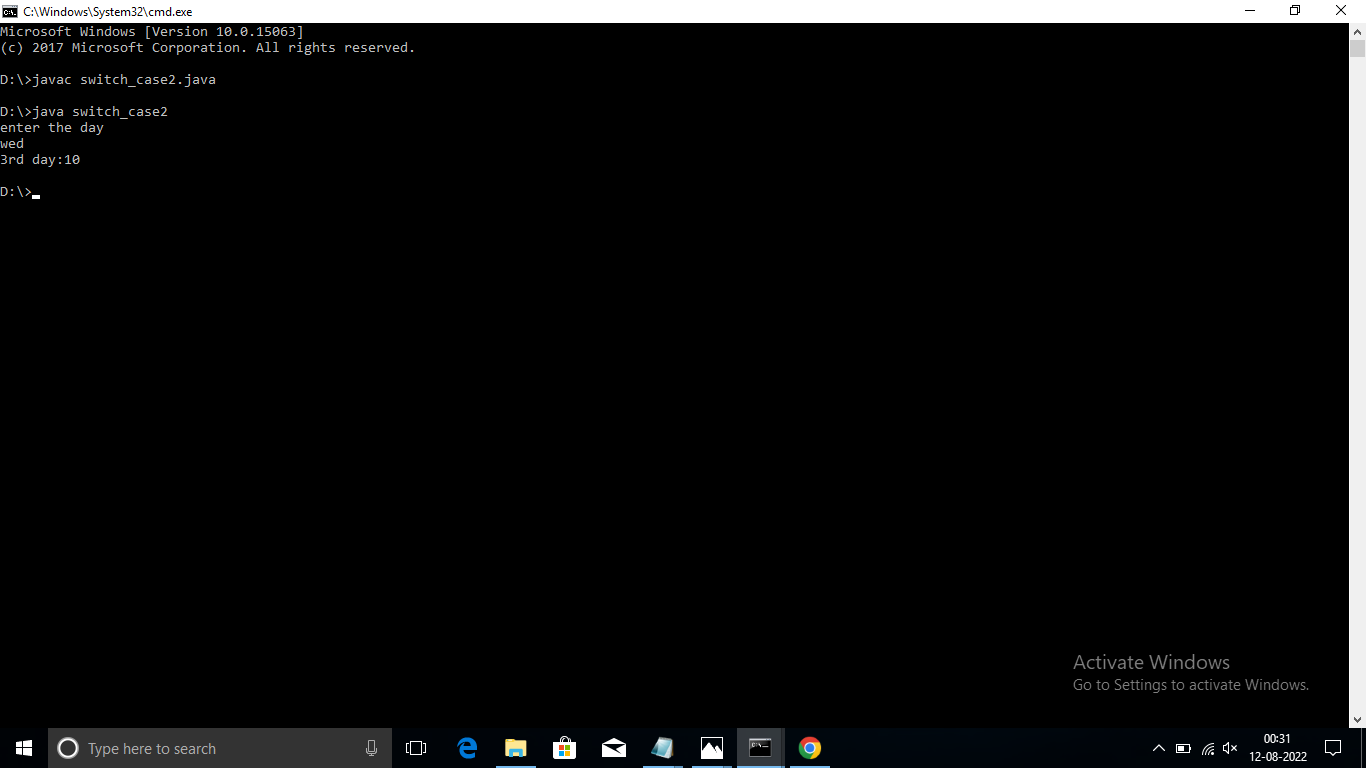 C:\Windows\System32\cmd.exe
Microsoft Windows [Version 10.0.15063]
(c) 2017 Microsoft Corporation. All rights reserved.
D:\>javac switch_case2.java
D:\>java switch_case2
enter the day
wed
3rd day:10
D:\>
Activate Windows
Go to Settings to activate Windows.
Type here to search
00:31
12-08-2022